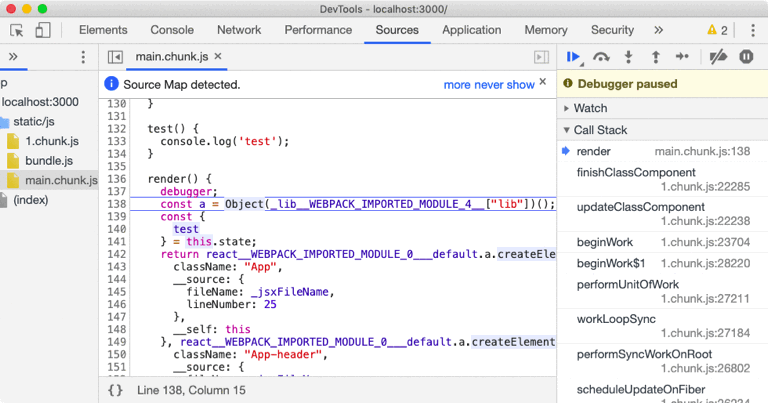 DevTools - localhost:3000/
Elements Console Network Performance Sources Application Memory Security » 2
» main.chunk.js ×
p
localhost:3000
static/js
1.chunk.js
bundle.js
main.chunk.js
(index)
Source Map detected. more never show ×
130 }
131
132 test() {
133 console.log('test');
134 }
135
136 render() {
137 debugger;
138 const a = Object(_lib__WEBPACK_IMPORTED_MODULE_4__["lib"])();
139 const {
140 test
141 } = this.state;
142 return react__WEBPACK_IMPORTED_MODULE_0___default.a.createElem
143 className: "App",
144 __source: {
145 fileName: _jsxFileName,
146 lineNumber: 25
147 },
148 __self: this
149 }, react__WEBPACK_IMPORTED_MODULE_0___default.a.createElement
150 className: "App-header",
151 __source: {
{} Line 138, Column 15
Debugger paused
Watch
Call Stack
render main.chunk.js:138
finishClassComponent
1.chunk.js:22285
updateClassComponent
1.chunk.js:22238
beginWork 1.chunk.js:23704
beginWork$1 1.chunk.js:28220
performUnitOfWork
1.chunk.js:27211
workLoopSync
1.chunk.js:27184
performSyncWorkOnRoot
1.chunk.js:26802
scheduleUpdateOnFiber
1.chunk.js:26234